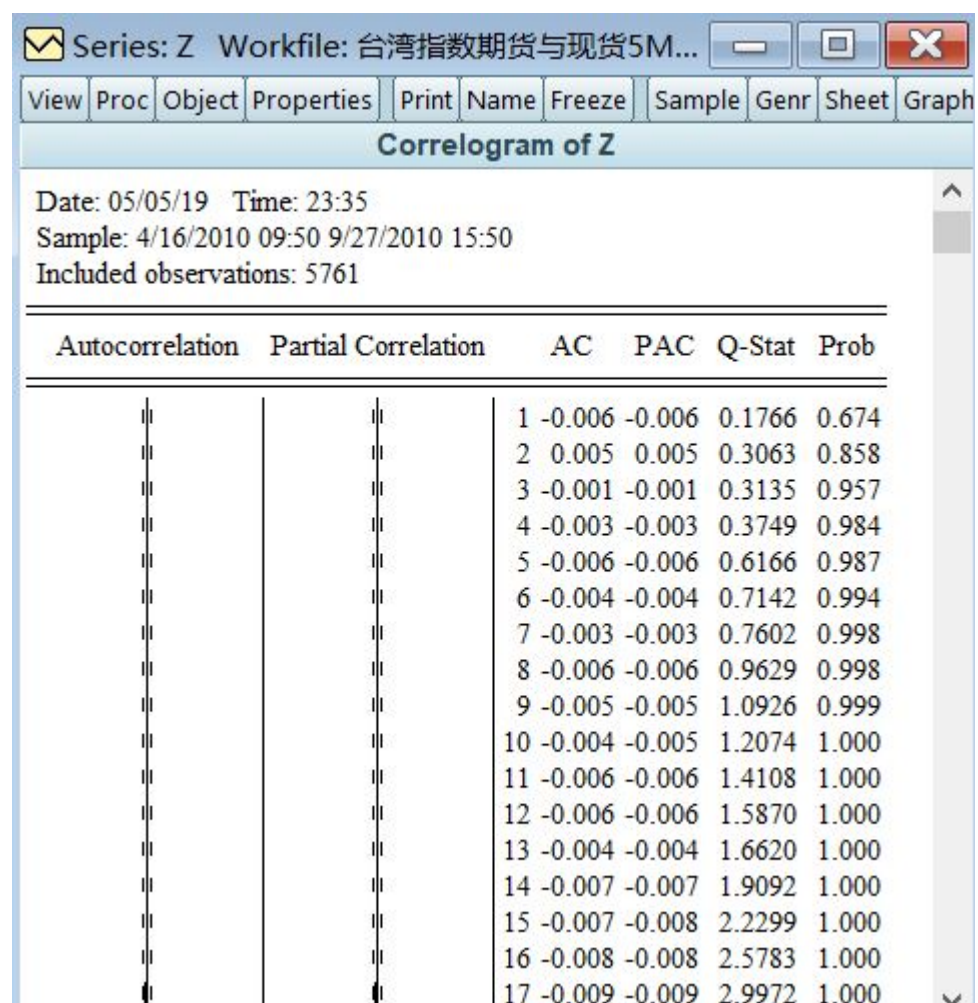 Series: Z Workfile: 台湾指数期货与现货5M...
View Proc Object Properties Print Name Freeze Sample Genr Sheet Graph
Correlogram of Z
Date: 05/05/19 Time: 23:35
Sample: 4/16/2010 09:50 9/27/2010 15:50
Included observations: 5761
Autocorrelation Partial Correlation AC PAC Q-Stat Prob
1 -0.006 -0.006 0.1766 0.674
2 0.005 0.005 0.3063 0.858
3 -0.001 -0.001 0.3135 0.957
4 -0.003 -0.003 0.3749 0.984
5 -0.006 -0.006 0.6166 0.987
6 -0.004 -0.004 0.7142 0.994
7 -0.003 -0.003 0.7602 0.998
8 -0.006 -0.006 0.9629 0.998
9 -0.005 -0.005 1.0926 0.999
10 -0.004 -0.005 1.2074 1.000
11 -0.006 -0.006 1.4108 1.000
12 -0.006 -0.006 1.5870 1.000
13 -0.004 -0.004 1.6620 1.000
14 -0.007 -0.007 1.9092 1.000
15 -0.007 -0.008 2.2299 1.000
16 -0.008 -0.008 2.5783 1.000
17 -0.009 -0.009 2.9972 1.000